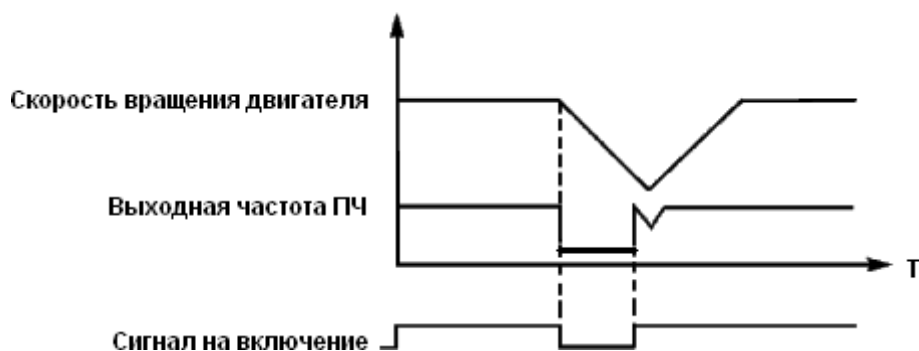 Скорость вращения двигателя
Выходная частота ПЧ
T
Сигнал на включение